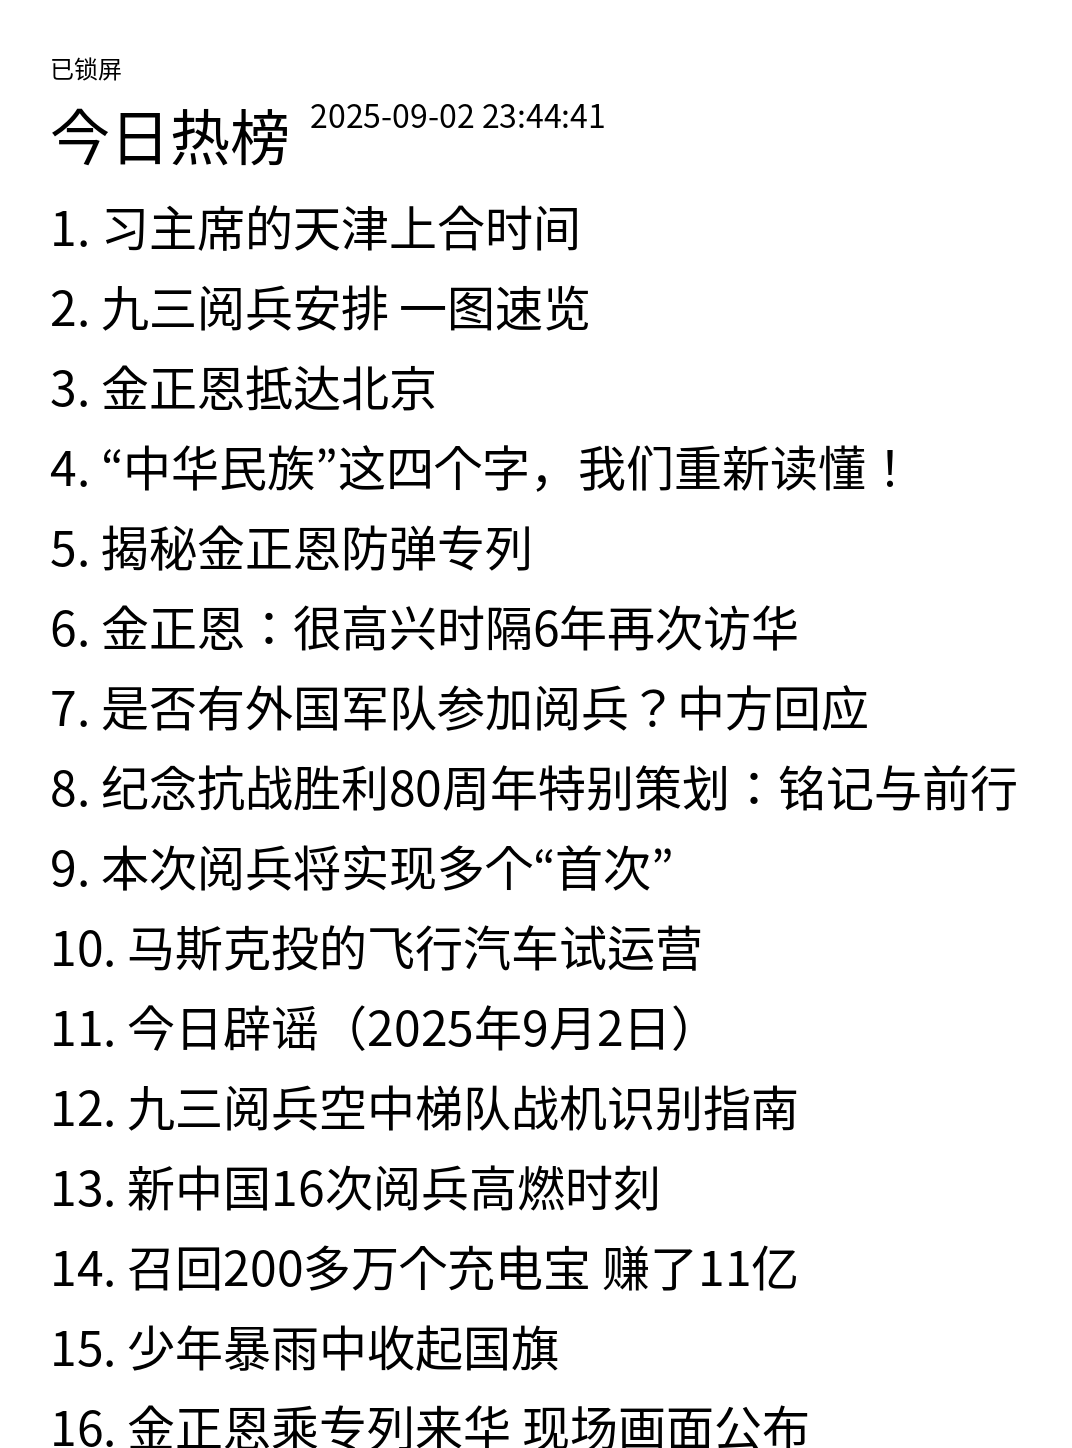 已锁屏
今日热榜 2025-09-02 23:44:41
1. 习主席的天津上合时间
2. 九三阅兵安排 一图速览
3. 金正恩抵达北京
4. “中华民族”这四个字，我们重新读懂！
5. 揭秘金正恩防弹专列
6. 金正恩：很高兴时隔6年再次访华
7. 是否有外国军队参加阅兵？中方回应
8. 纪念抗战胜利80周年特别策划：铭记与前行
9. 本次阅兵将实现多个“首次”
10. 马斯克投的飞行汽车试运营
11. 今日辟谣（2025年9月2日）
12. 九三阅兵空中梯队战机识别指南
13. 新中国16次阅兵高燃时刻
14. 召回200多万个充电宝 赚了11亿
15. 少年暴雨中收起国旗
16. 金正恩乘专列来华 现场画面公布